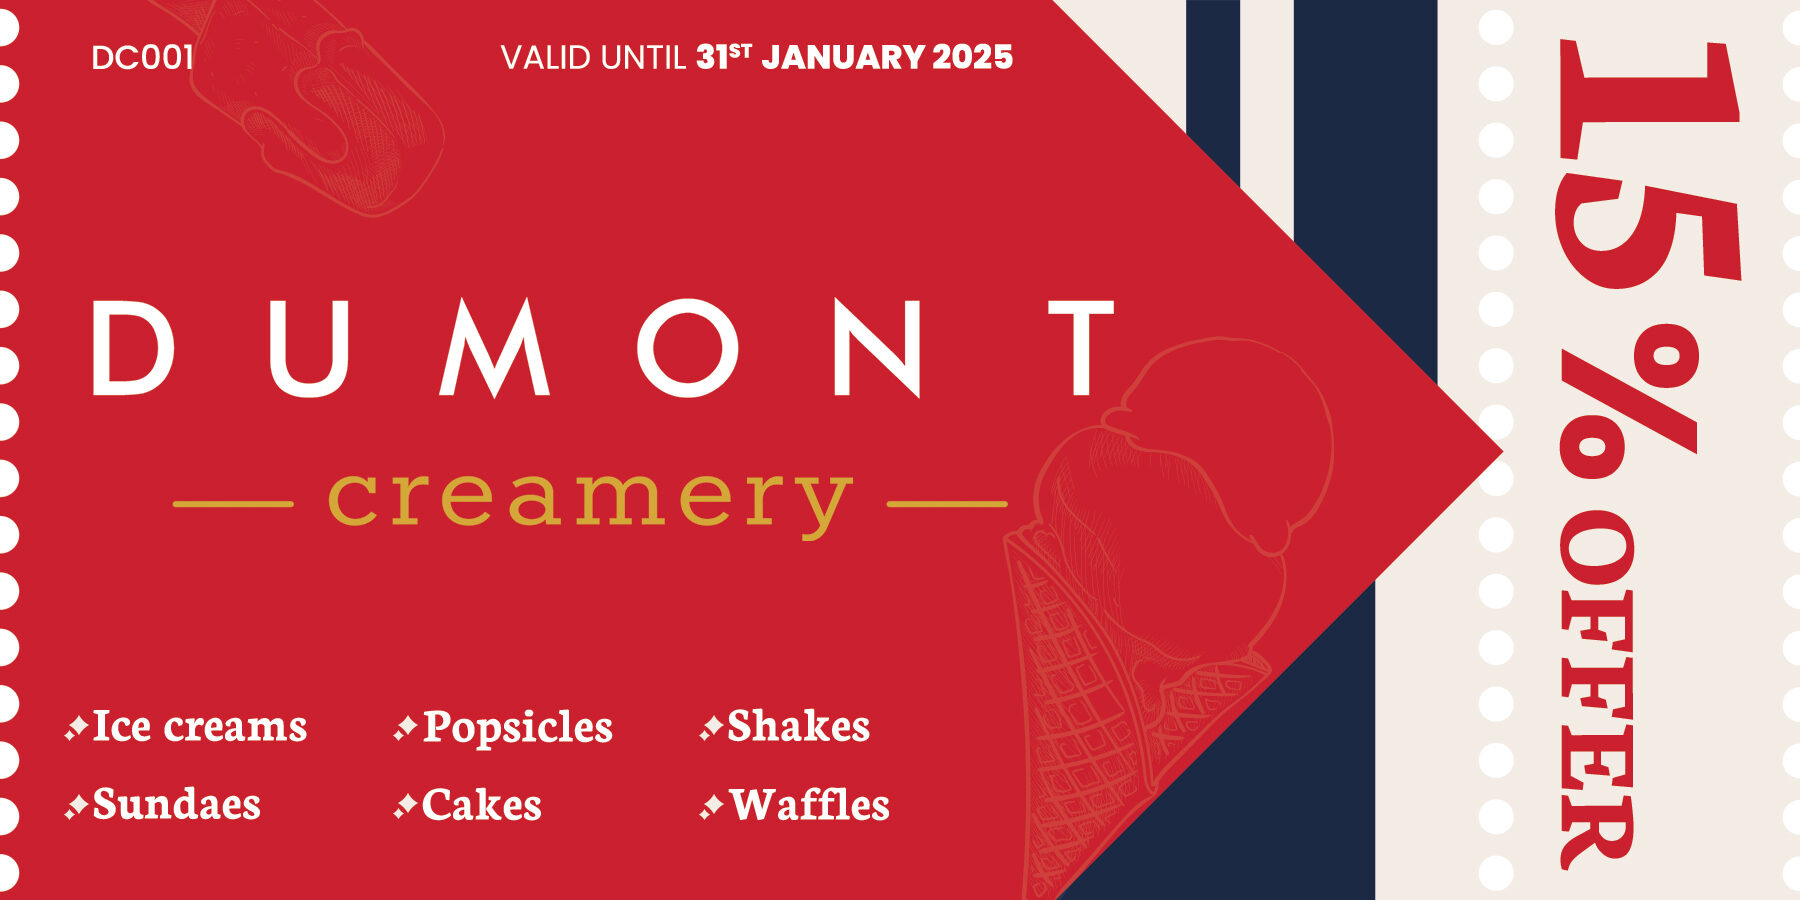 DC001
VALID UNTIL 31ST JANUARY 2025
DUMONT
creamery
Ice creams
Popsicles
Shakes
Sundaes
Cakes
Waffles
15% OFFER